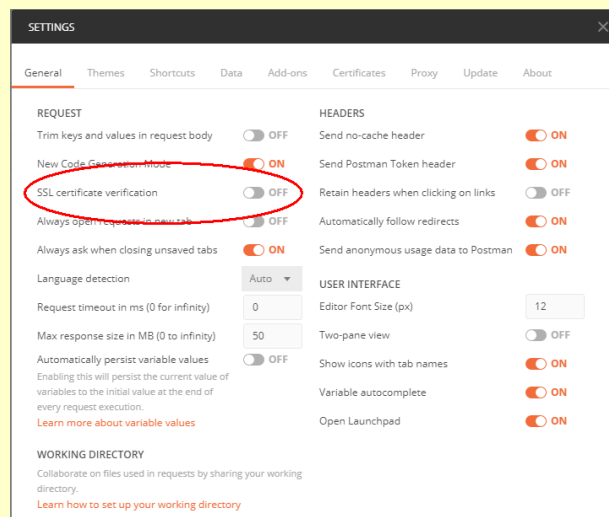 SETTINGS
General Themes Shortcuts Data Add-ons Certificates Proxy Update About
REQUEST
Trim keys and values in request body OFF
New Code Generation Mode ON
SSL certificate verification OFF
Always open requests in new tab OFF
Always ask when closing unsaved tabs ON
Language detection Auto
Request timeout in ms (0 for infinity) 0
Max response size in MB (0 to infinity) 50
Automatically persist variable values OFF
Enabling this will persist the current value of
variables to the initial value at the end of
every request execution.
Learn more about variable values
WORKING DIRECTORY
Collaborate on files used in requests by sharing your working
directory.
Learn how to set up your working directory
HEADERS
Send no-cache header ON
Send Postman Token header ON
Retain headers when clicking on links OFF
Automatically follow redirects ON
Send anonymous usage data to Postman ON
USER INTERFACE
Editor Font Size (px) 12
Two-pane view OFF
Show icons with tab names ON
Variable autocomplete ON
Open Launchpad ON